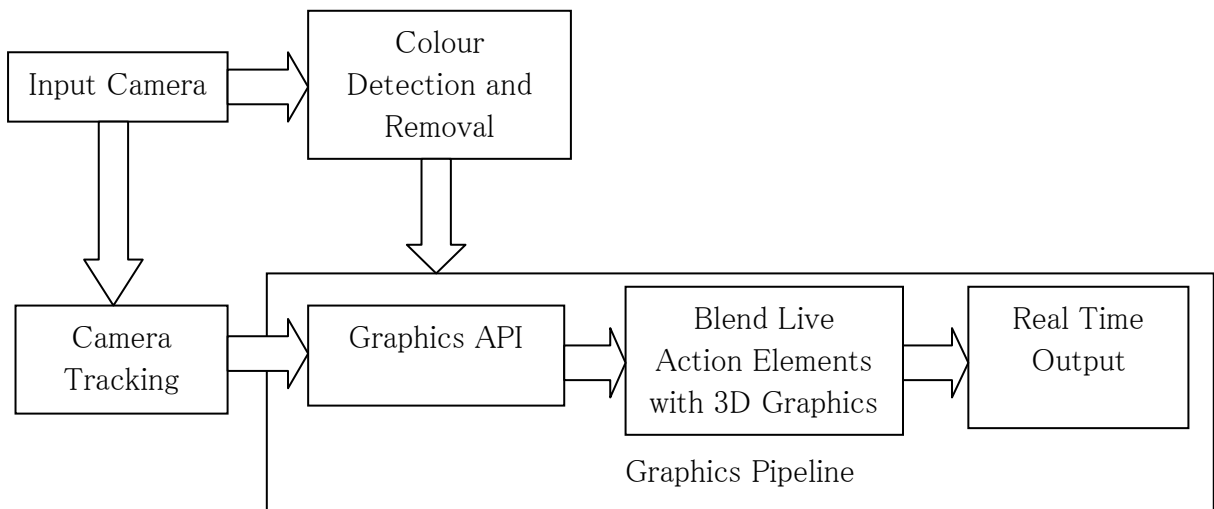 Input Camera
Colour
Detection and
Removal
Camera
Tracking
Graphics API
Blend Live
Action Elements
with 3D Graphics
Real Time
Output
Graphics Pipeline